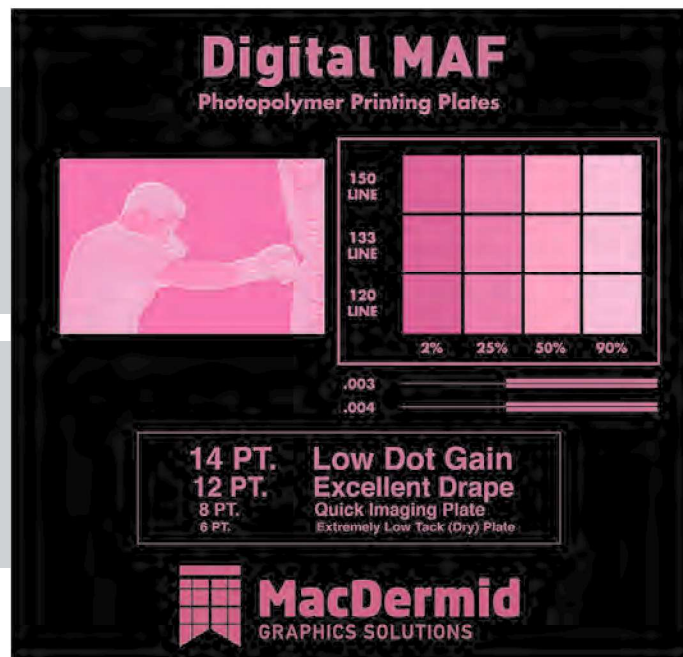 Digital MAF
Photopolymer Printing Plates
150
LINE
133
LINE
120
LINE
2% 25% 50% 90%
.003
.004
14 PT. Low Dot Gain
12 PT. Excellent Drape
8 PT. Quick Imaging Plate
6 PT. Extremely Low Tack (Dry) Plate
MacDermid
GRAPHICS SOLUTIONS